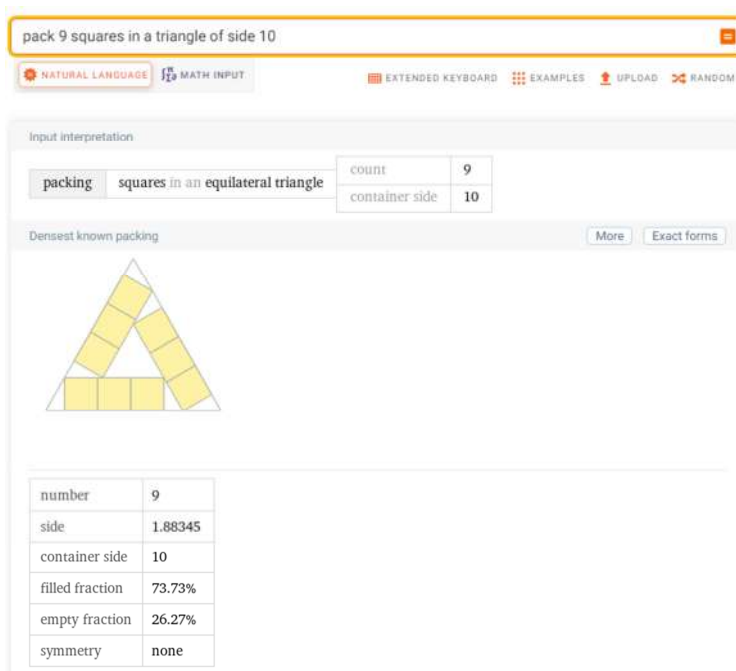 pack 9 squares in a triangle of side 10
NATURAL LANGUAGE MATH INPUT EXTENDED KEYBOARD EXAMPLES UPLOAD RANDOM
Input interpretation
packing squares in an equilateral triangle
count 9
container side 10
Densest known packing More Exact forms
number 9
side 1.88345
container side 10
filled fraction 73.73%
empty fraction 26.27%
symmetry none